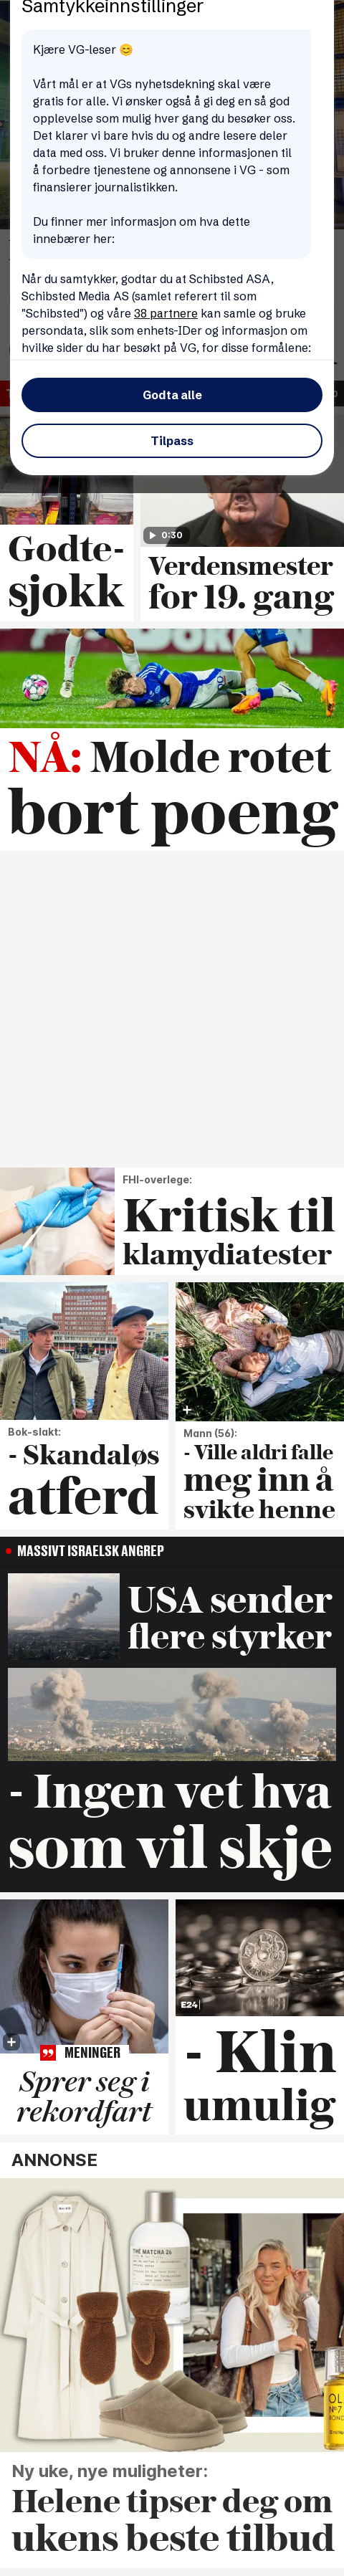 Samtykkeinnstillinger
Kjære VG-leser 😊
Vårt mål er at VGs nyhetsdekning skal være
gratis for alle. Vi ønsker også å gi deg en så god
opplevelse som mulig hver gang du besøker oss.
Det klarer vi bare hvis du og andre lesere deler
data med oss. Vi bruker denne informasjonen til
å forbedre tjenestene og annonsene i VG - som
finansierer journalistikken.
Du finner mer informasjon om hva dette
innebærer her:
Når du samtykker, godtar du at Schibsted ASA,
Schibsted Media AS (samlet referert til som
"Schibsted") og våre 38 partnere kan samle og bruke
persondata, slik som enhets-IDer og informasjon om
hvilke sider du har besøkt på VG, for disse formålene:
Godta alle
Tilpass
0:30
Godte-
sjokk
Verdensmester
for 19. gang
NÅ: Molde rotet
bort poeng
FHI-overlege:
Kritisk til
klamydiatester
Bok-slakt:
- Skandaløs
atferd
Mann (56):
- Ville aldri falle
meg inn å
svikte henne
MASSIVT ISRAELSK ANGREP
USA sender
flere styrker
- Ingen vet hva
som vil skje
MENINGER
Sprer seg i
rekordfart
E24
- Klin
umulig
ANNONSE
THÉ MATCHA 26
OL
N°7
BOND
Ny uke, nye muligheter:
Helene tipser deg om
ukens beste tilbud